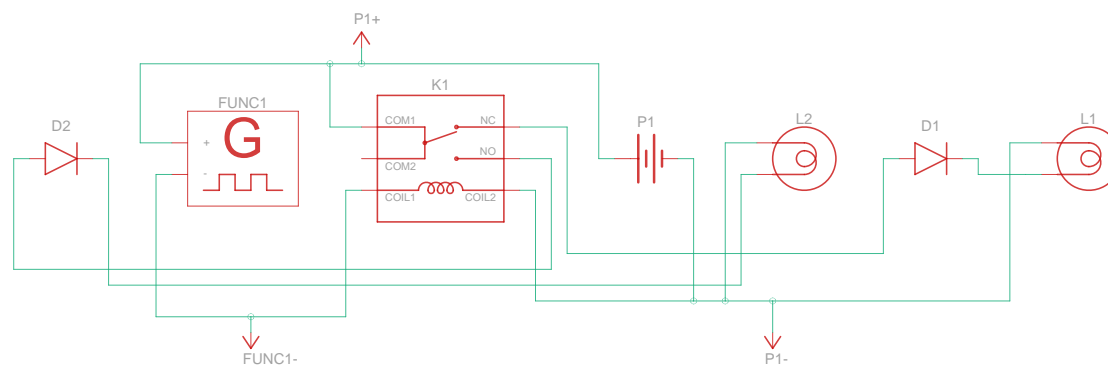 P1+
K1
FUNC1
D2
G
+
-
COM1
NC
COM2
NO
COIL1
COIL2
P1
L2
D1
L1
FUNC1-
P1-